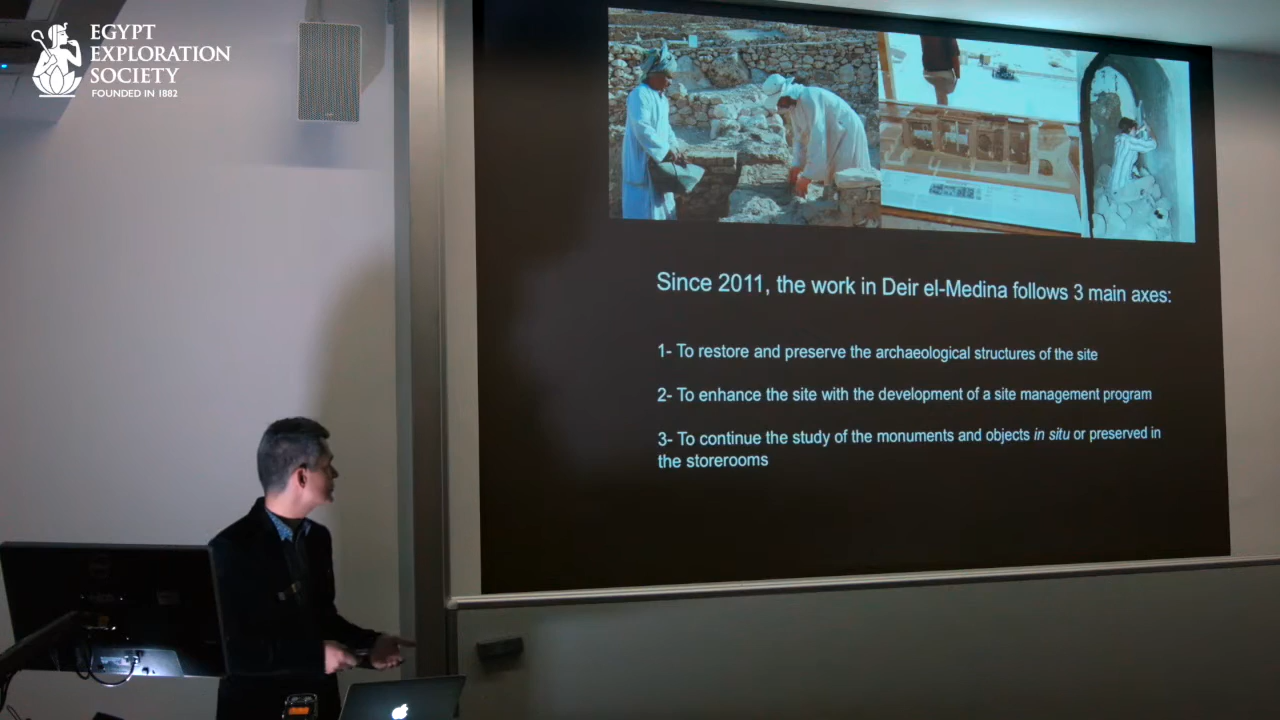 EGYPT
EXPLORATION
SOCIETY
FOUNDED IN 1882
Since 2011, the work in Deir el-Medina follows 3 main axes:
1- To restore and preserve the archaeological structures of the site
2- To enhance the site with the development of a site management program
3- To continue the study of the monuments and objects in situ or preserved in
the storerooms